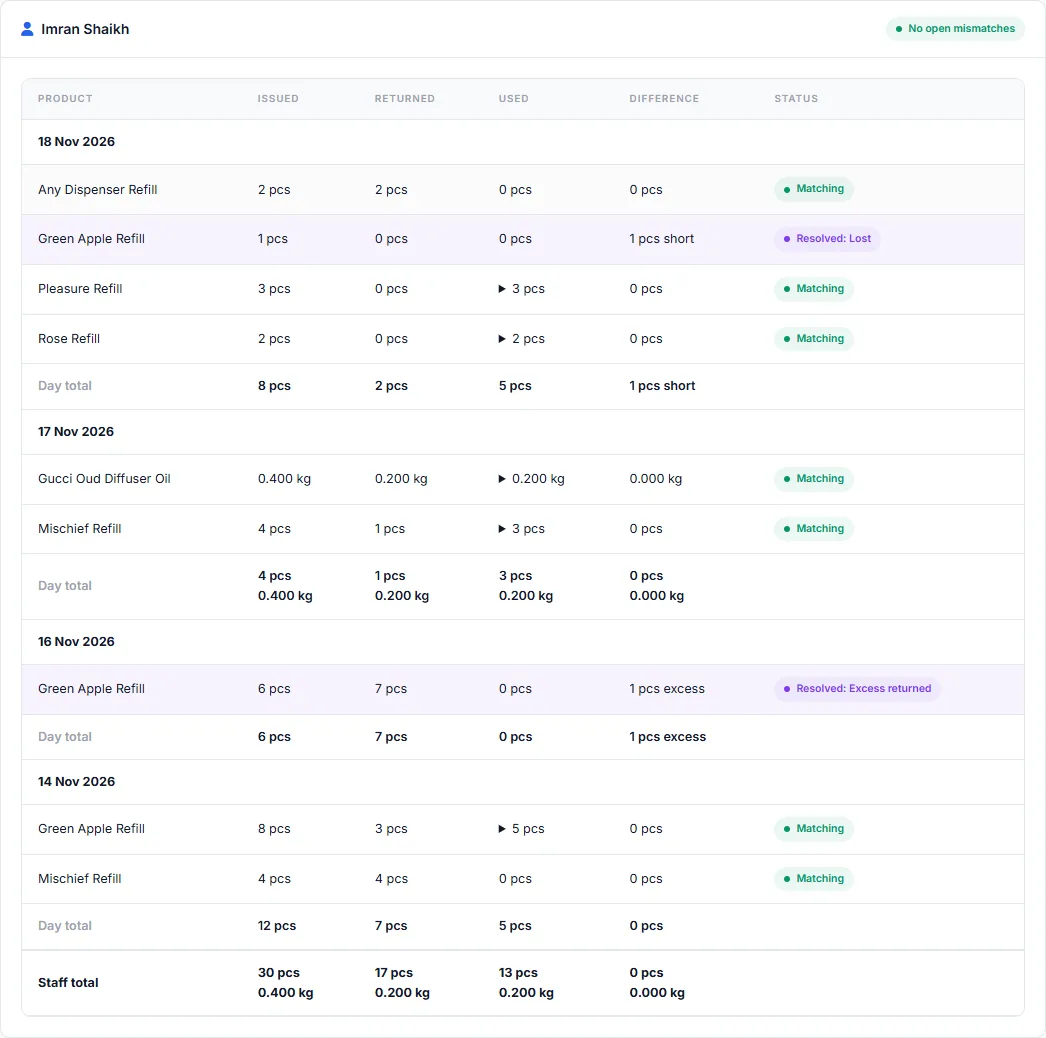 Imran Shaikh
No open mismatches
PRODUCT ISSUED RETURNED USED DIFFERENCE STATUS
18 Nov 2026
Any Dispenser Refill 2 pcs 2 pcs 0 pcs 0 pcs Matching
Green Apple Refill 1 pcs 0 pcs 0 pcs 1 pcs short Resolved: Lost
Pleasure Refill 3 pcs 0 pcs 3 pcs 0 pcs Matching
Rose Refill 2 pcs 0 pcs 2 pcs 0 pcs Matching
Day total 8 pcs 2 pcs 5 pcs 1 pcs short
17 Nov 2026
Gucci Oud Diffuser Oil 0.400 kg 0.200 kg 0.200 kg 0.000 kg Matching
Mischief Refill 4 pcs 1 pcs 3 pcs 0 pcs Matching
Day total 4 pcs 1 pcs 3 pcs 0 pcs
0.400 kg 0.200 kg 0.200 kg 0.000 kg
16 Nov 2026
Green Apple Refill 6 pcs 7 pcs 0 pcs 1 pcs excess Resolved: Excess returned
Day total 6 pcs 7 pcs 0 pcs 1 pcs excess
14 Nov 2026
Green Apple Refill 8 pcs 3 pcs 5 pcs 0 pcs Matching
Mischief Refill 4 pcs 4 pcs 0 pcs 0 pcs Matching
Day total 12 pcs 7 pcs 5 pcs 0 pcs
Staff total 30 pcs 17 pcs 13 pcs 0 pcs
0.400 kg 0.200 kg 0.200 kg 0.000 kg